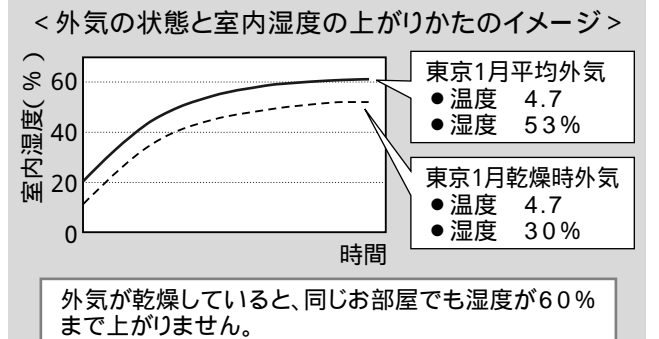 <外気の状態と室内湿度の上がりかたのイメージ>
室内湿度(%)
60
40
20
0
時間
東京1月平均外気
●温度 4.7
●湿度 53%
東京1月乾燥時外気
●温度 4.7
●湿度 30%
外気が乾燥していると、同じお部屋でも湿度が60%
まで上がりません。